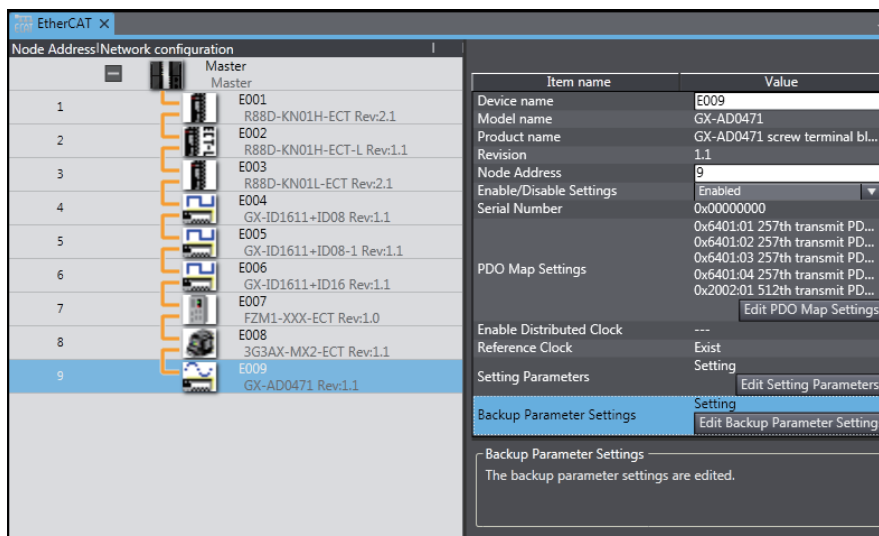 EtherCAT ×
Node Address Network configuration
Master
Master
1
E001
R88D-KN01H-ECT Rev:2.1
2
E002
R88D-KN01H-ECT-L Rev:1.1
3
E003
R88D-KN01L-ECT Rev:2.1
4
E004
GX-ID1611+ID08 Rev:1.1
5
E005
GX-ID1611+ID08-1 Rev:1.1
6
E006
GX-ID1611+ID16 Rev:1.1
7
E007
FZM1-XXX-ECT Rev:1.0
8
E008
3G3AX-MX2-ECT Rev:1.1
9
E009
GX-AD0471 Rev:1.1
Item name Value
Device name E009
Model name GX-AD0471
Product name GX-AD0471 screw terminal bl...
Revision 1.1
Node Address 9
Enable/Disable Settings Enabled
Serial Number 0x00000000
PDO Map Settings
0x6401:01 257th transmit PD...
0x6401:02 257th transmit PD...
0x6401:03 257th transmit PD...
0x6401:04 257th transmit PD...
0x2002:01 512th transmit PD...
Edit PDO Map Settings
Enable Distributed Clock ---
Reference Clock Exist
Setting Parameters
Setting
Edit Setting Parameters
Backup Parameter Settings
Setting
Edit Backup Parameter Setting
Backup Parameter Settings
The backup parameter settings are edited.